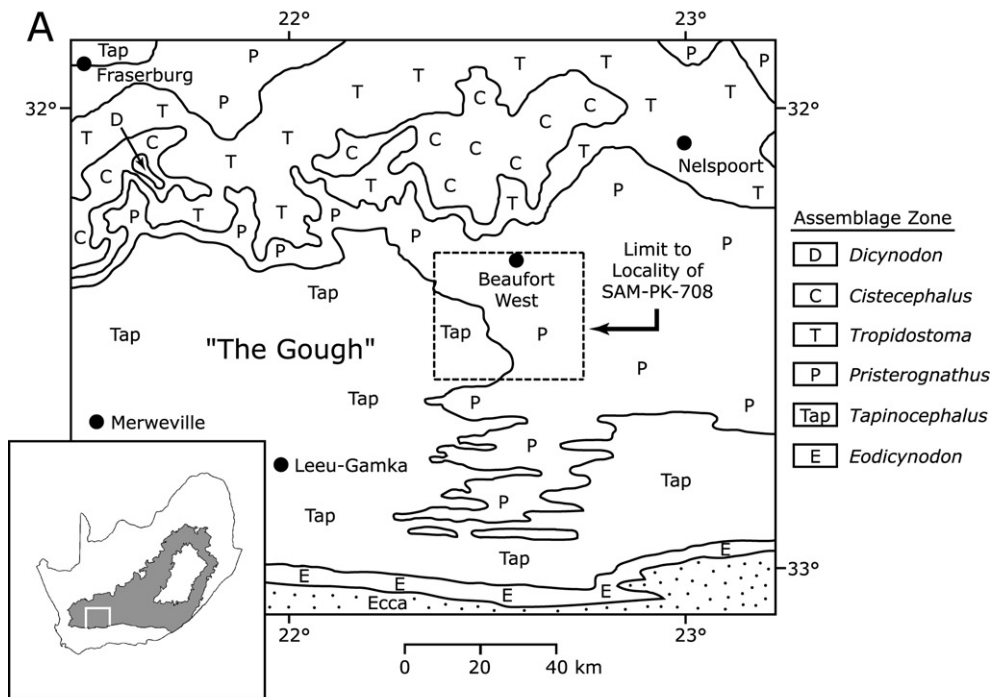 A
22°
23°
Tap
Fraserburg
P
T
P
P
T
T
C
32°
T
P
T
C
C
T
32°
D
T
C
C
C
T
Nelspoort
C
T
C
C
C
T
P
T
P
T
T
P
T
C
P
P
P
P
Beaufort
West
Limit to
Locality of
SAM-PK-708
Tap
Tap
"The Gough"
Tap
P
P
Tap
P
P
Merweville
Leeu-Gamka
P
Tap
Tap
P
Tap
E
E
E
E
E
33°
Ecca
22°
23°
0 20 40 km
Assemblage Zone
D Dicynodon
C Cistecephalus
T Tropidostoma
P Pristerognathus
Tap Tapinocephalus
E Eodicynodon